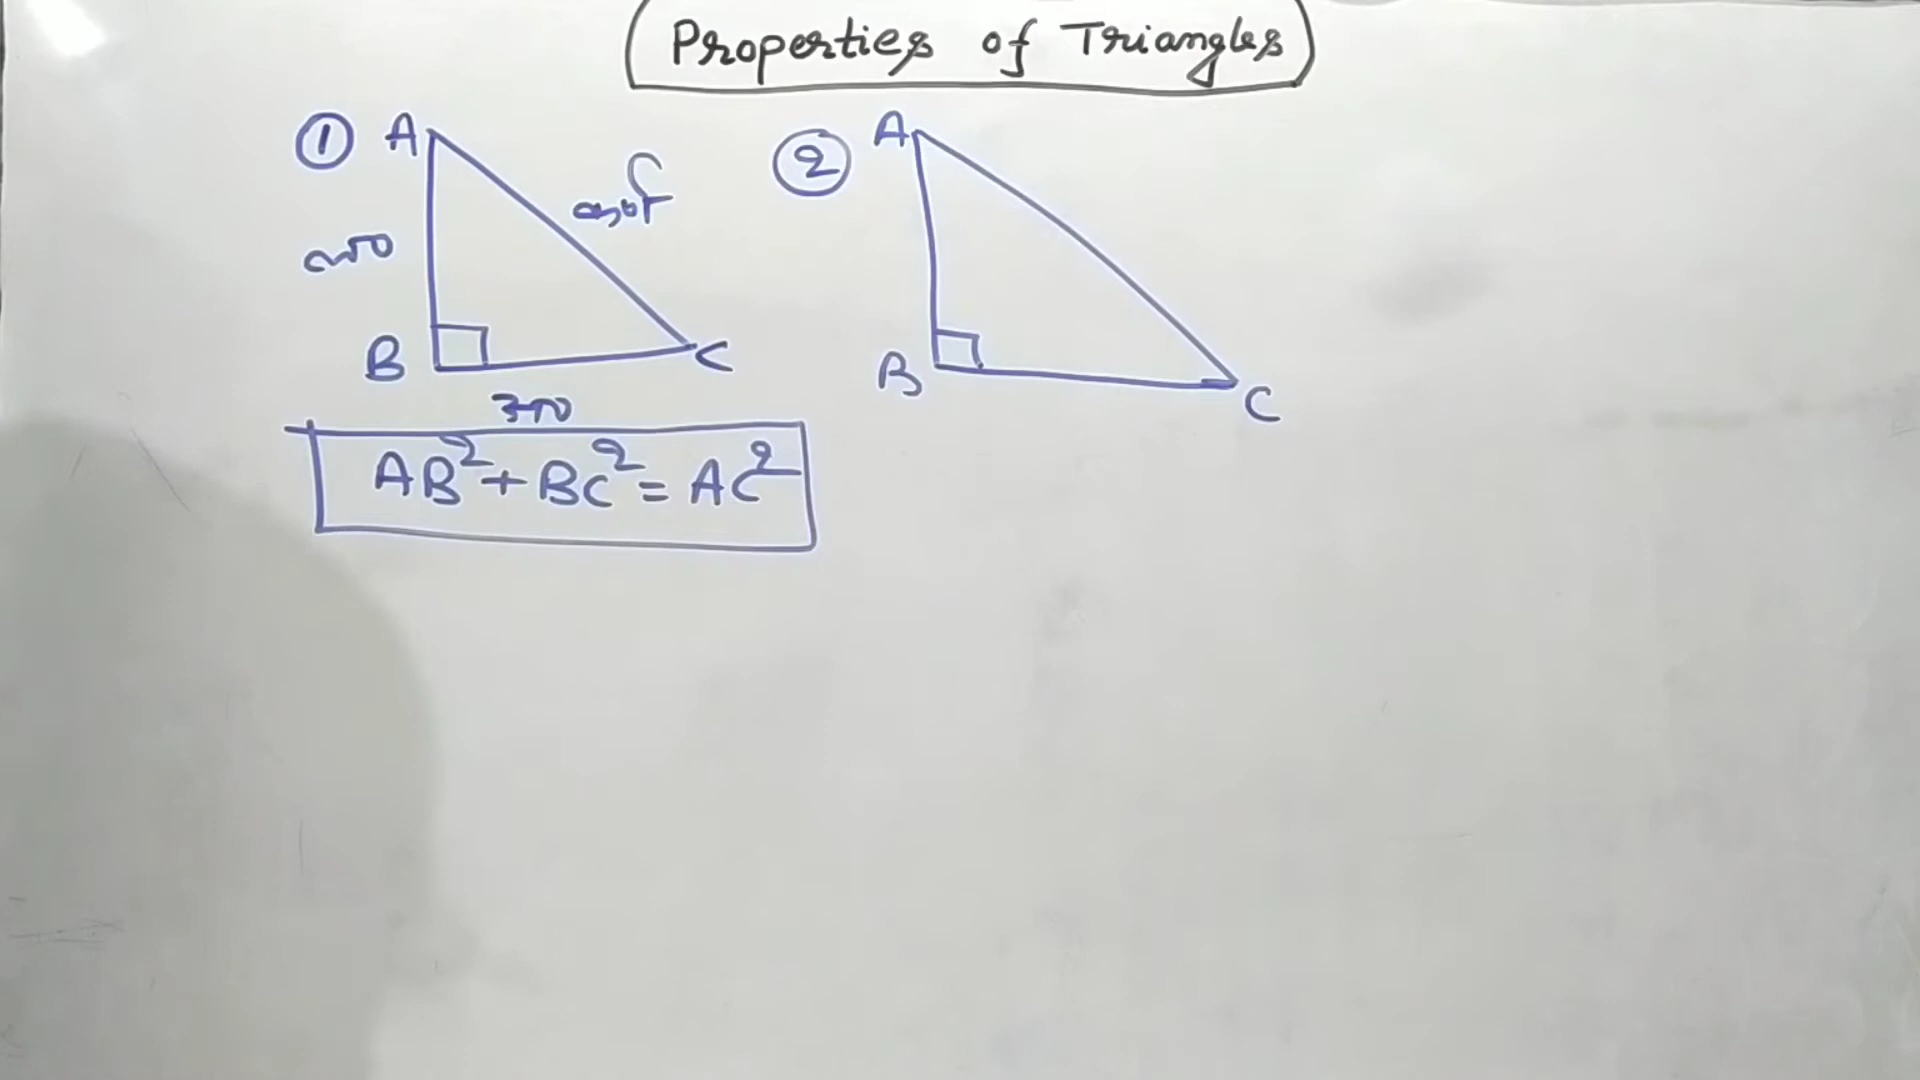 Properties of Triangles
① A
B
C
AB² + BC² = AC²
② A
B
C